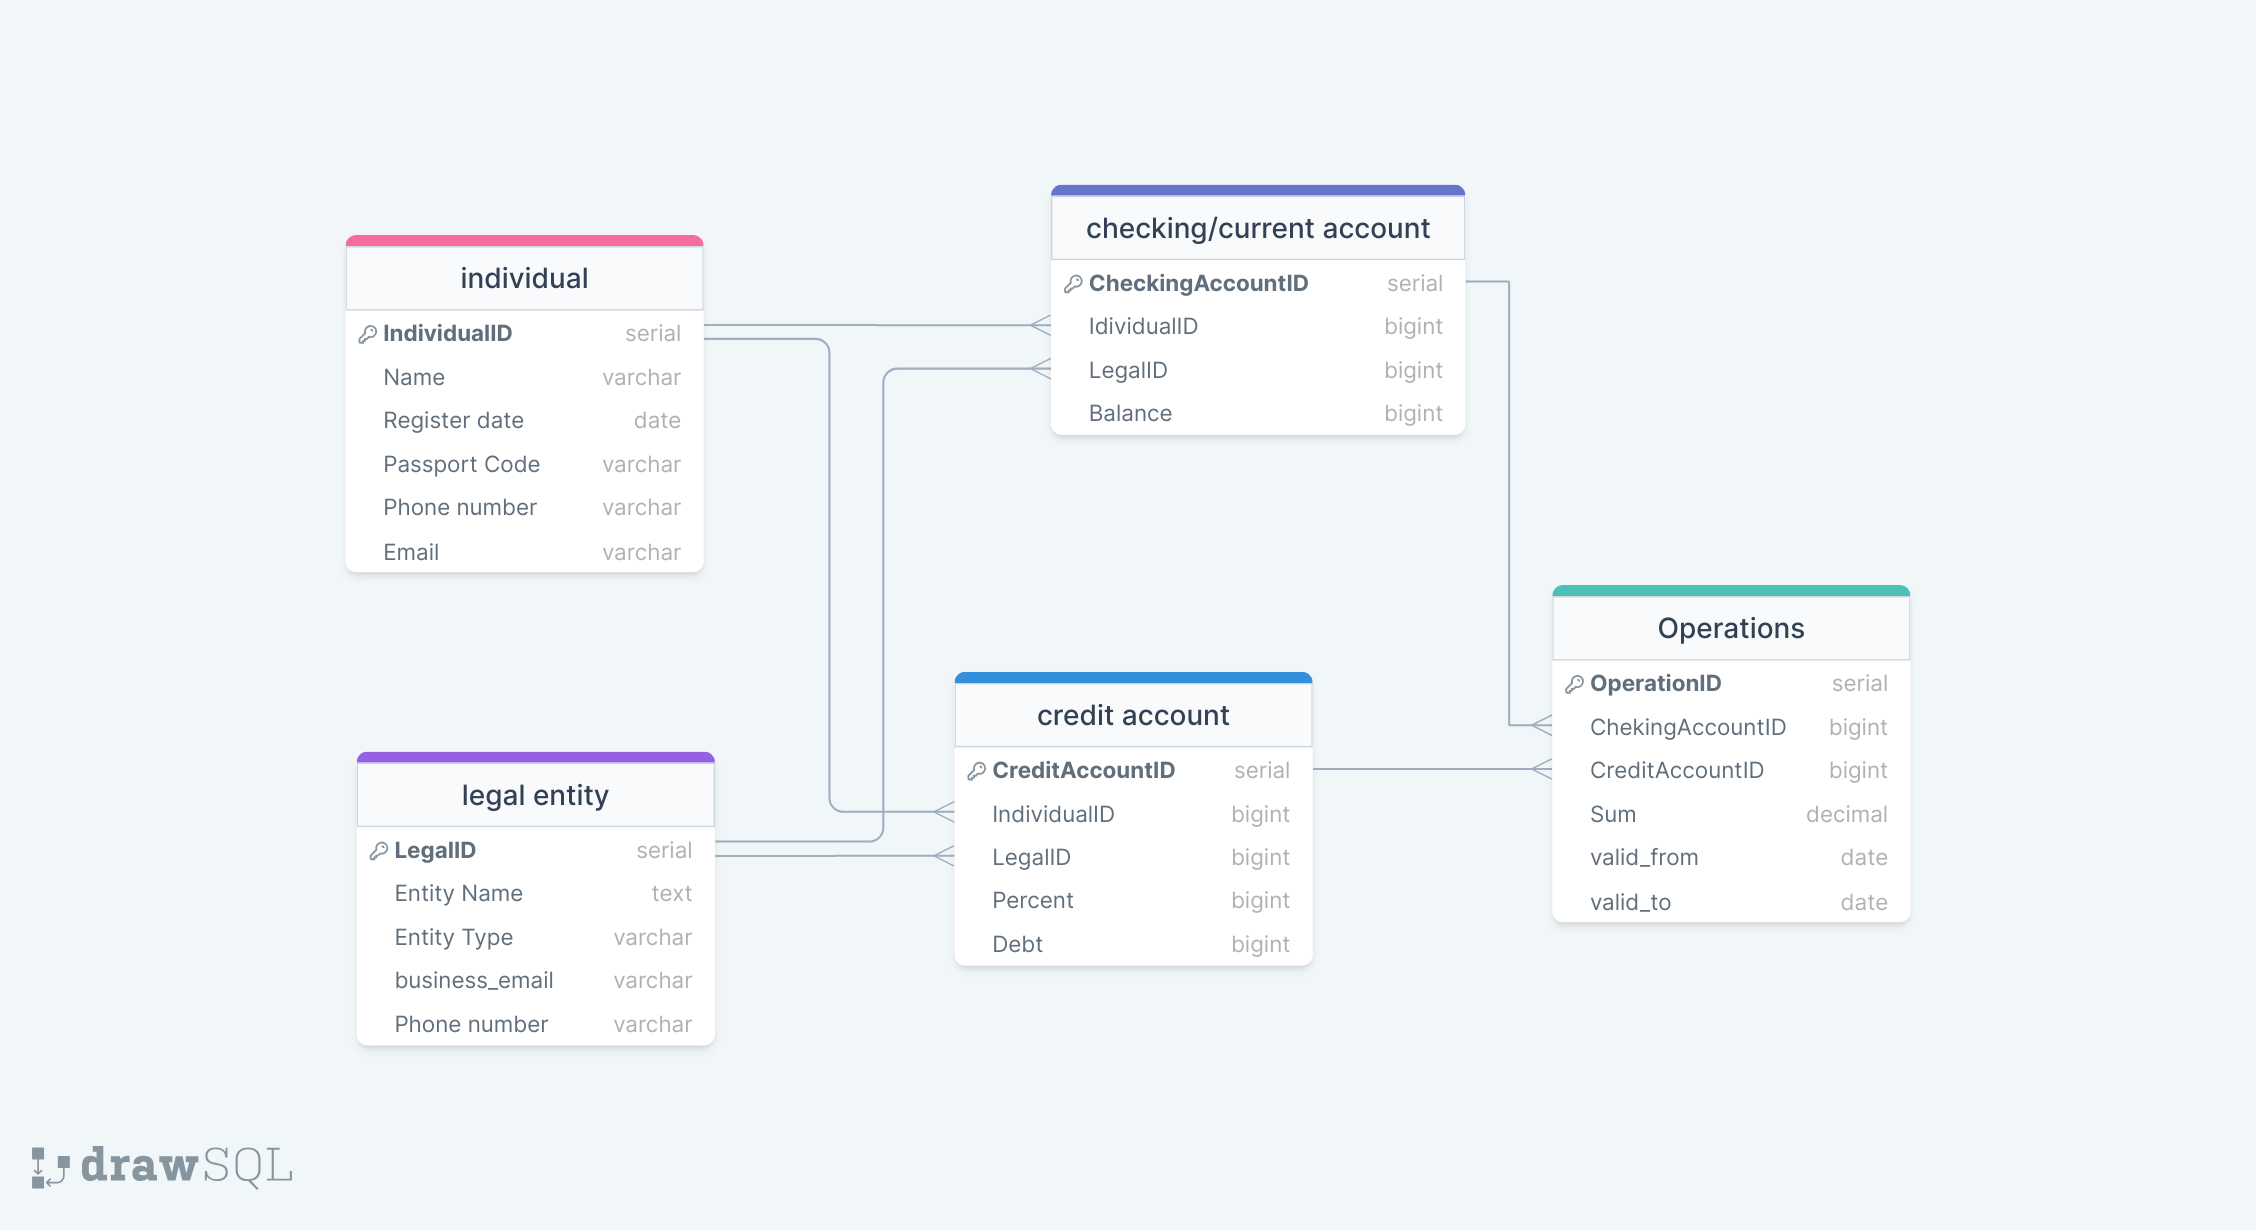 individual
IndividualID serial
Name varchar
Register date date
Passport Code varchar
Phone number varchar
Email varchar
checking/current account
CheckingAccountID serial
IdividualID bigint
LegalID bigint
Balance bigint
legal entity
LegalID serial
Entity Name text
Entity Type varchar
business_email varchar
Phone number varchar
credit account
CreditAccountID serial
IndividualID bigint
LegalID bigint
Percent bigint
Debt bigint
Operations
OperationID serial
ChekingAccountID bigint
CreditAccountID bigint
Sum decimal
valid_from date
valid_to date
drawSQL